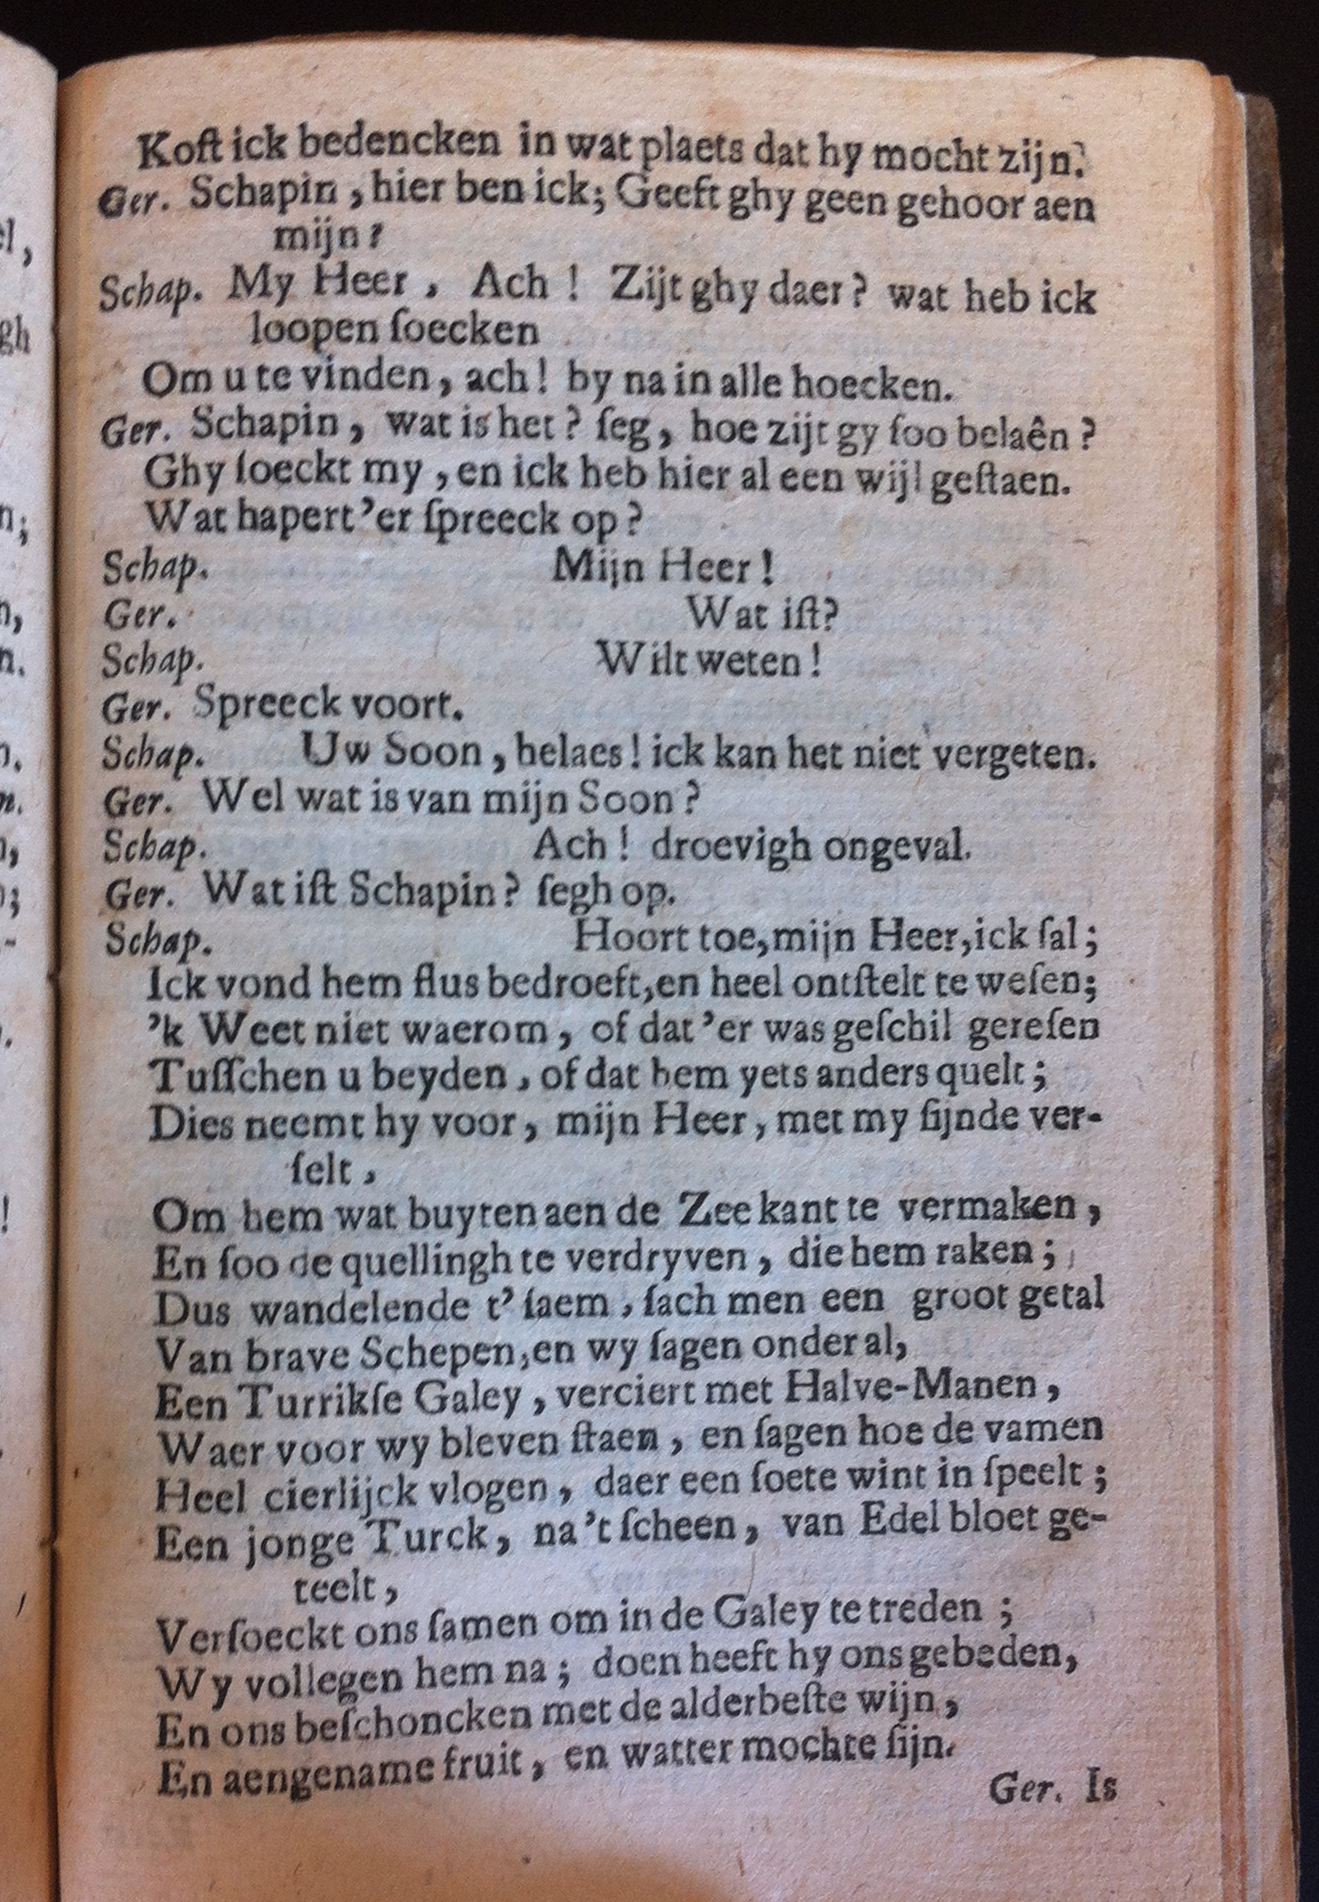 Koſt ick bedencken in wat plaets dat hy mocht zijn?
Ger. Schapin, hier ben ick; Geeft ghy geen gehoor aen
mijn?
Schap. My Heer, Ach! Zijt ghy daer? wat heb ick
loopen ſoecken
Om u te vinden, ach! by na in alle hoecken.
Ger. Schapin, wat is het? ſeg, hoe zijt gy ſoo belaên?
Ghy ſoeckt my, en ick heb hier al een wijl geſtaen.
Wat hapert'er ſpreeck op?
Schap. Mijn Heer!
Ger. Wat iſt?
Schap. Wilt weten!
Ger. Spreeck voort.
Schap. Uw Soon, helaes! ick kan het niet vergeten.
Ger. Wel wat is van mijn Soon?
Schap. Ach! droevigh ongeval.
Ger. Wat iſt Schapin? ſegh op.
Schap. Hoort toe, mijn Heer, ick ſal;
Ick vond hem flus bedroeft, en heel ontſtelt te weſen;
'k Weet niet waerom, of dat'er was geſchil gereſen
Tuſſchen u beyden, of dat hem yets anders quelt;
Dies neemt hy voor, mijn Heer, met my ſijnde ver-
ſelt,
Om hem wat buyten aen de Zee kant te vermaken,
En ſoo de quellingh te verdryven, die hem raken;
Dus wandelende t' ſaem, ſach men een groot getal
Van brave Schepen, en wy ſagen onder al,
Een Turrikſe Galey, verciert met Halve-Manen,
Waer voor wy bleven ſtaen, en ſagen hoe de vamen
Heel cierlijck vlogen, daer een ſoete wint in ſpeelt;
Een jonge Turck, na 't ſcheen, van Edel bloet ge-
teelt,
Verſoeckt ons ſamen om in de Galey te treden;
Wy vollegen hem na; doen heeft hy ons gebeden,
En ons beſchoncken met de alderbeſte wijn,
En aengename fruit, en watter mochte ſijn.
Ger. Is